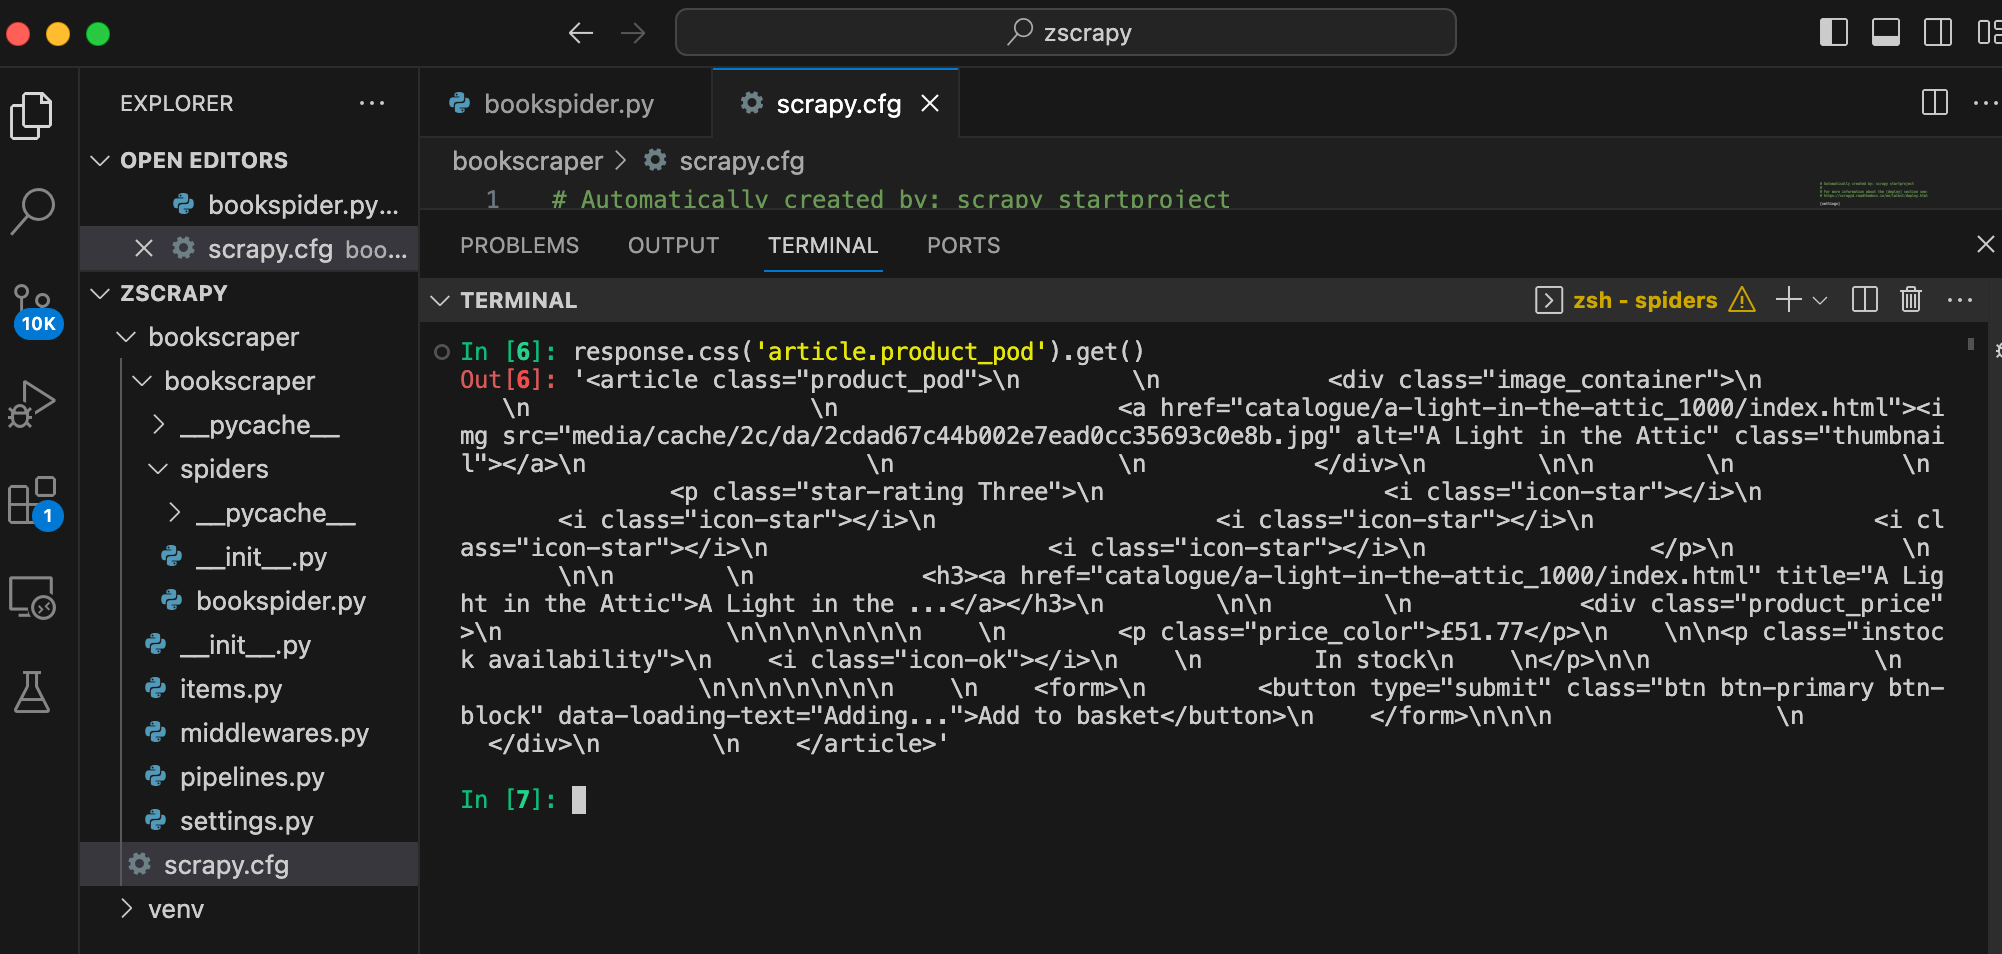 zscrapy
EXPLORER
OPEN EDITORS
bookspider.py...
scrapy.cfg boo...
ZSCRAPY
bookscraper
bookscraper
__pycache__
spiders
__pycache__
__init__.py
bookspider.py
__init__.py
items.py
middlewares.py
pipelines.py
settings.py
scrapy.cfg
venv
10K
1
bookspider.py
scrapy.cfg
bookscraper > scrapy.cfg
1 # Automatically created by: scrapy startproject
PROBLEMS OUTPUT TERMINAL PORTS
TERMINAL
zsh - spiders
In [6]: response.css('article.product_pod').get()
Out[6]: '<article class="product_pod">\n        \n            <div class="image_container">\n
   \n                    \n                    <a href="catalogue/a-light-in-the-attic_1000/index.html"><i
mg src="media/cache/2c/da/2cdad67c44b002e7ead0cc35693c0e8b.jpg" alt="A Light in the Attic" class="thumbnai
l"></a>\n                    \n                \n            </div>\n        \n\n        \n            \n
               <p class="star-rating Three">\n                    <i class="icon-star"></i>\n
       <i class="icon-star"></i>\n                    <i class="icon-star"></i>\n                    <i cl
ass="icon-star"></i>\n                    <i class="icon-star"></i>\n                </p>\n            \n
       \n\n        \n            <h3><a href="catalogue/a-light-in-the-attic_1000/index.html" title="A Lig
ht in the Attic">A Light in the ...</a></h3>\n        \n\n        \n            <div class="product_price"
>\n                \n\n\n\n\n\n\n    \n        <p class="price_color">£51.77</p>\n    \n\n<p class="instoc
k availability">\n    <i class="icon-ok"></i>\n    \n        In stock\n    \n</p>\n\n                \n
                 \n\n\n\n\n\n\n    \n    <form>\n        <button type="submit" class="btn btn-primary btn-
block" data-loading-text="Adding...">Add to basket</button>\n    </form>\n\n\n                \n
  </div>\n        \n    </article>'
In [7]: